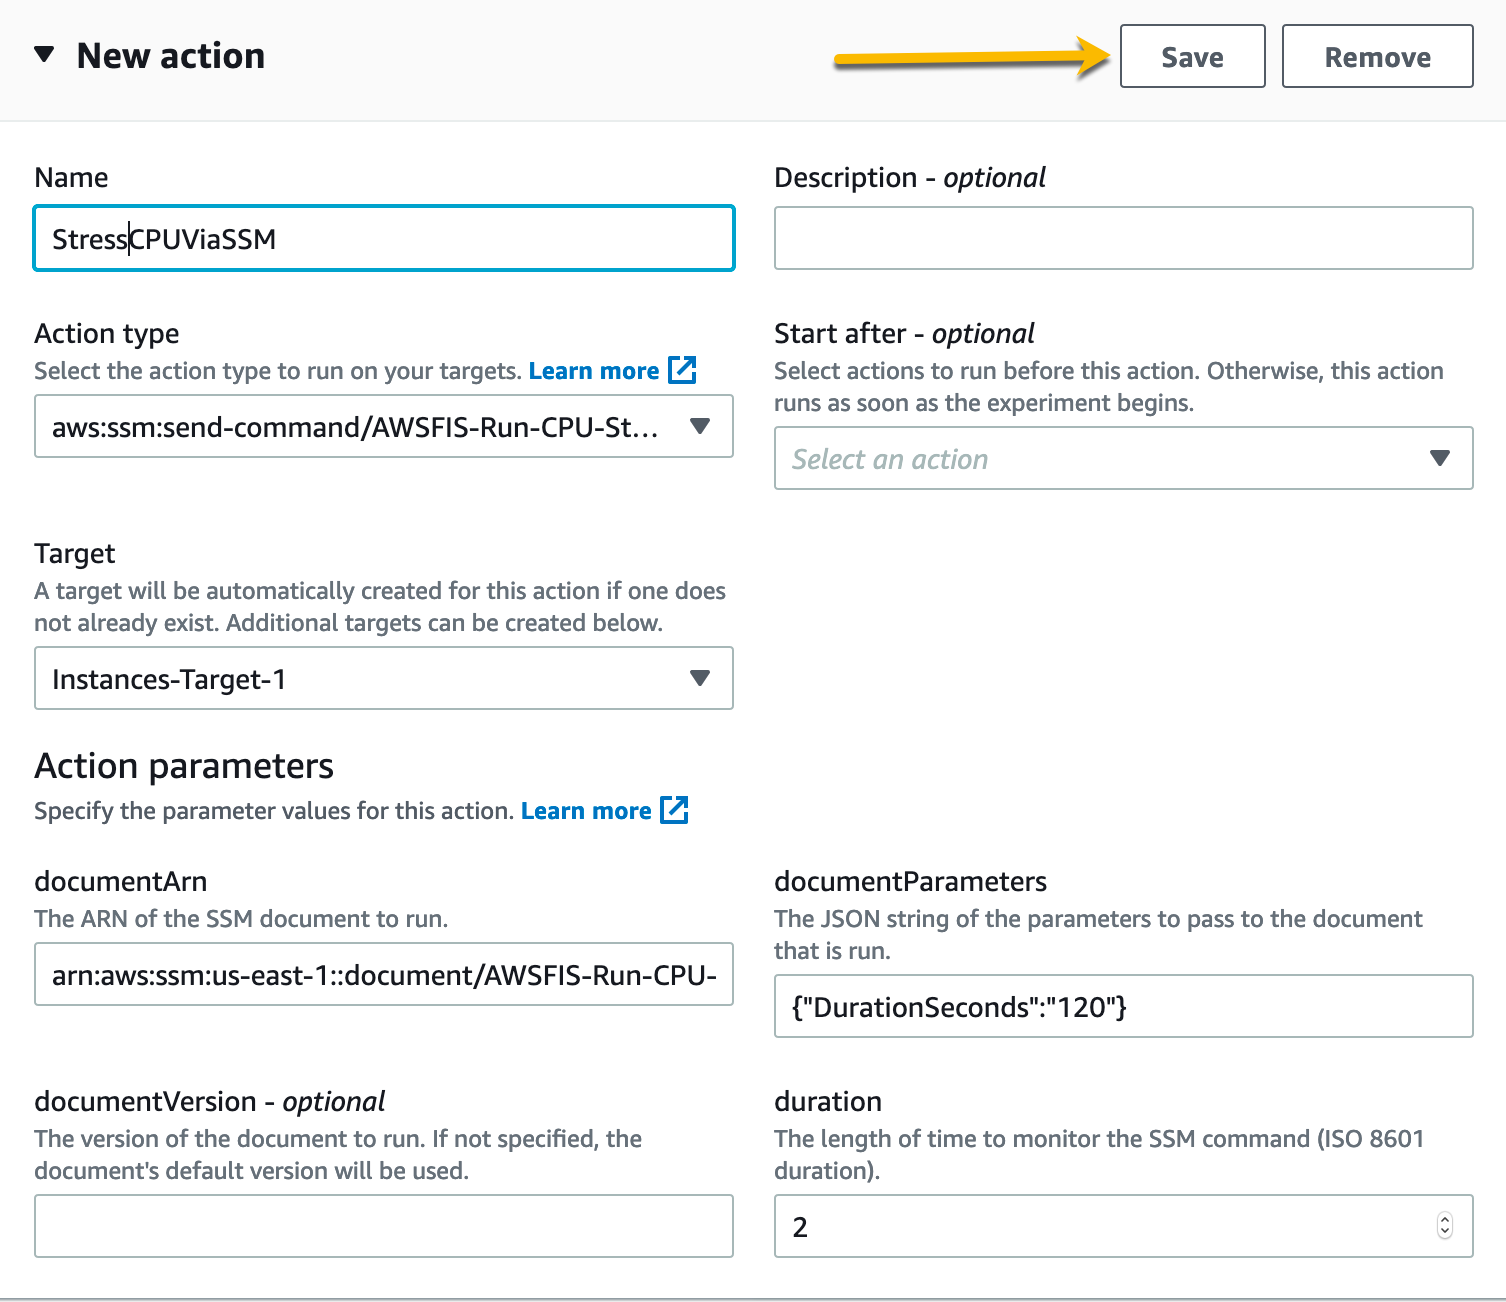 New action
Save
Remove
Name
StressCPUViaSSM
Description - optional
Action type
Select the action type to run on your targets. Learn more
aws:ssm:send-command/AWSFIS-Run-CPU-St...
Start after - optional
Select actions to run before this action. Otherwise, this action
runs as soon as the experiment begins.
Select an action
Target
A target will be automatically created for this action if one does
not already exist. Additional targets can be created below.
Instances-Target-1
Action parameters
Specify the parameter values for this action. Learn more
documentArn
The ARN of the SSM document to run.
arn:aws:ssm:us-east-1::document/AWSFIS-Run-CPU-
documentParameters
The JSON string of the parameters to pass to the document
that is run.
{"DurationSeconds":"120"}
documentVersion - optional
The version of the document to run. If not specified, the
document's default version will be used.
duration
The length of time to monitor the SSM command (ISO 8601
duration).
2